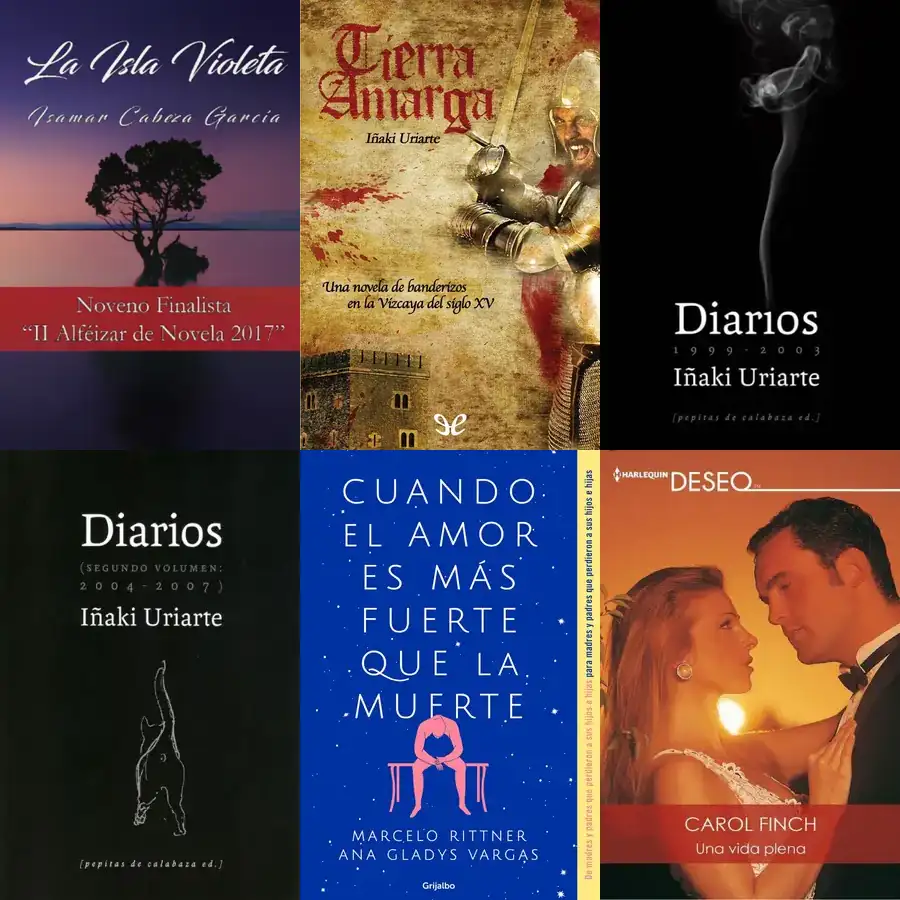 La Isla Violeta
Isamar Cabeza García
Noveno Finalista
“II Alféizar de Novela 2017”
Tierra
Amarga
Iñaki Uriarte
Una novela de banderizos
en la Vizcaya del siglo XV
Diarios
1999-2003
Iñaki Uriarte
[pepitas de calabaza ed.]
Diarios
(SEGUNDO VOLUMEN:
2004-2007)
Iñaki Uriarte
[pepitas de calabaza ed.]
CUANDO
EL AMOR
ES MÁS
FUERTE
QUE LA
MUERTE
MARCELO RITTNER
ANA GLADYS VARGAS
Grijalbo
De madres y padres que perdieron a sus hijos e hijas para madres y padres que perdieron a sus hijos e hijas
HARLEQUIN DESEO
CAROL FINCH
Una vida plena